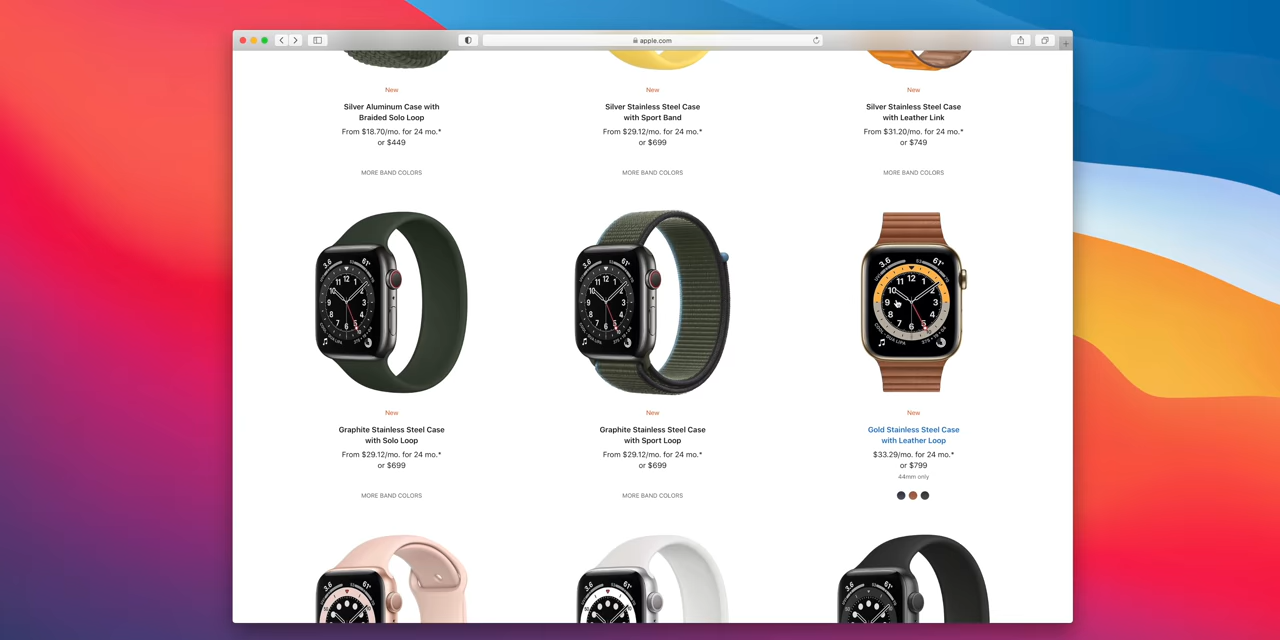 apple.com
New
Silver Aluminum Case with
Braided Solo Loop
From $18.70/mo. for 24 mo.*
or $449
MORE BAND COLORS
New
Silver Stainless Steel Case
with Sport Band
From $29.12/mo. for 24 mo.*
or $699
MORE BAND COLORS
New
Silver Stainless Steel Case
with Leather Link
From $31.20/mo. for 24 mo.*
or $749
MORE BAND COLORS
New
Graphite Stainless Steel Case
with Solo Loop
From $29.12/mo. for 24 mo.*
or $699
MORE BAND COLORS
New
Graphite Stainless Steel Case
with Sport Loop
From $29.12/mo. for 24 mo.*
or $699
MORE BAND COLORS
New
Gold Stainless Steel Case
with Leather Loop
$33.29/mo. for 24 mo.*
or $799
44mm only